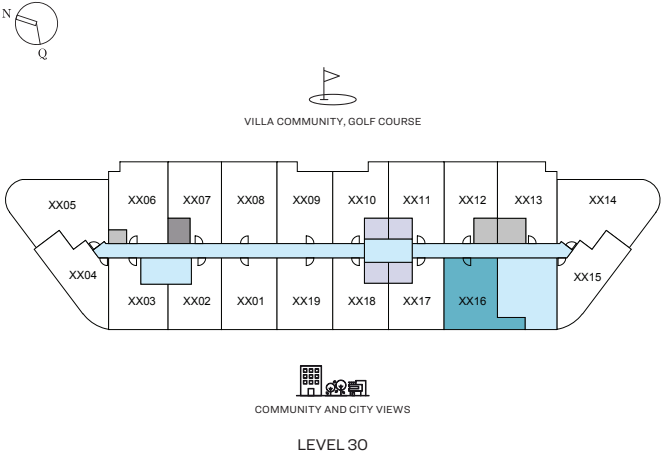 N
Q
VILLA COMMUNITY, GOLF COURSE
XX05
XX06
XX07
XX08
XX09
XX10
XX11
XX12
XX13
XX14
XX04
XX03
XX02
XX01
XX19
XX18
XX17
XX16
XX15
COMMUNITY AND CITY VIEWS
LEVEL 30